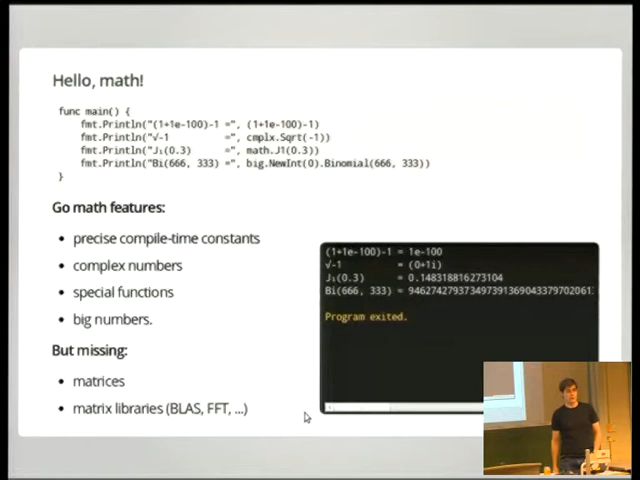 Hello, math!
func main() {
fmt.Println("(1+1e-100)-1 =", (1+1e-100)-1)
fmt.Println("√-1 =", cmplx.Sqrt(-1))
fmt.Println("J₁(0.3) =", math.J1(0.3))
fmt.Println("Bi(666, 333) =", big.NewInt(0).Binomial(666, 333))
}
Go math features:
• precise compile-time constants
• complex numbers
• special functions
• big numbers.
But missing:
• matrices
• matrix libraries (BLAS, FFT, ...)
(1+1e-100)-1 = 1e-100
√-1 = (0+1i)
J₁(0.3) = 0.148318816273104
Bi(666, 333) = 946274279373497391369043379702061
Program exited.